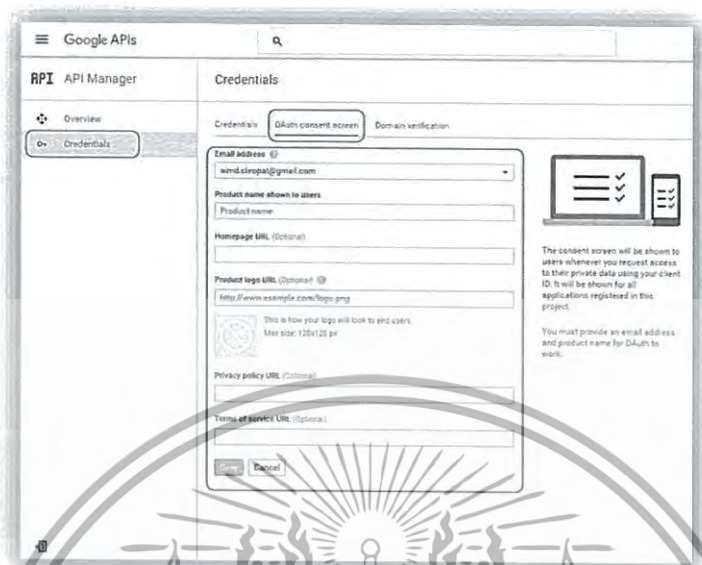 Google APIs
API API Manager
Credentials
Overview
Credentials
Credentials OAuth consent screen Domain verification
Email address
aimd.cleopal@gmail.com
Product name shown to users
Product name
Homepage URL (Optional)
Product logo URL (Optional)
http://www.example.com/logo.png
This is how your logo will look to end users
Max size: 120x120 px
Privacy policy URL (Optional)
Terms of service URL (Optional)
Save Cancel
The consent screen will be shown to
users whenever you request access
to their private data using your client
ID. It will be shown for all
applications registered in this
project.
You must provide an email address
and product name for OAuth to
work.